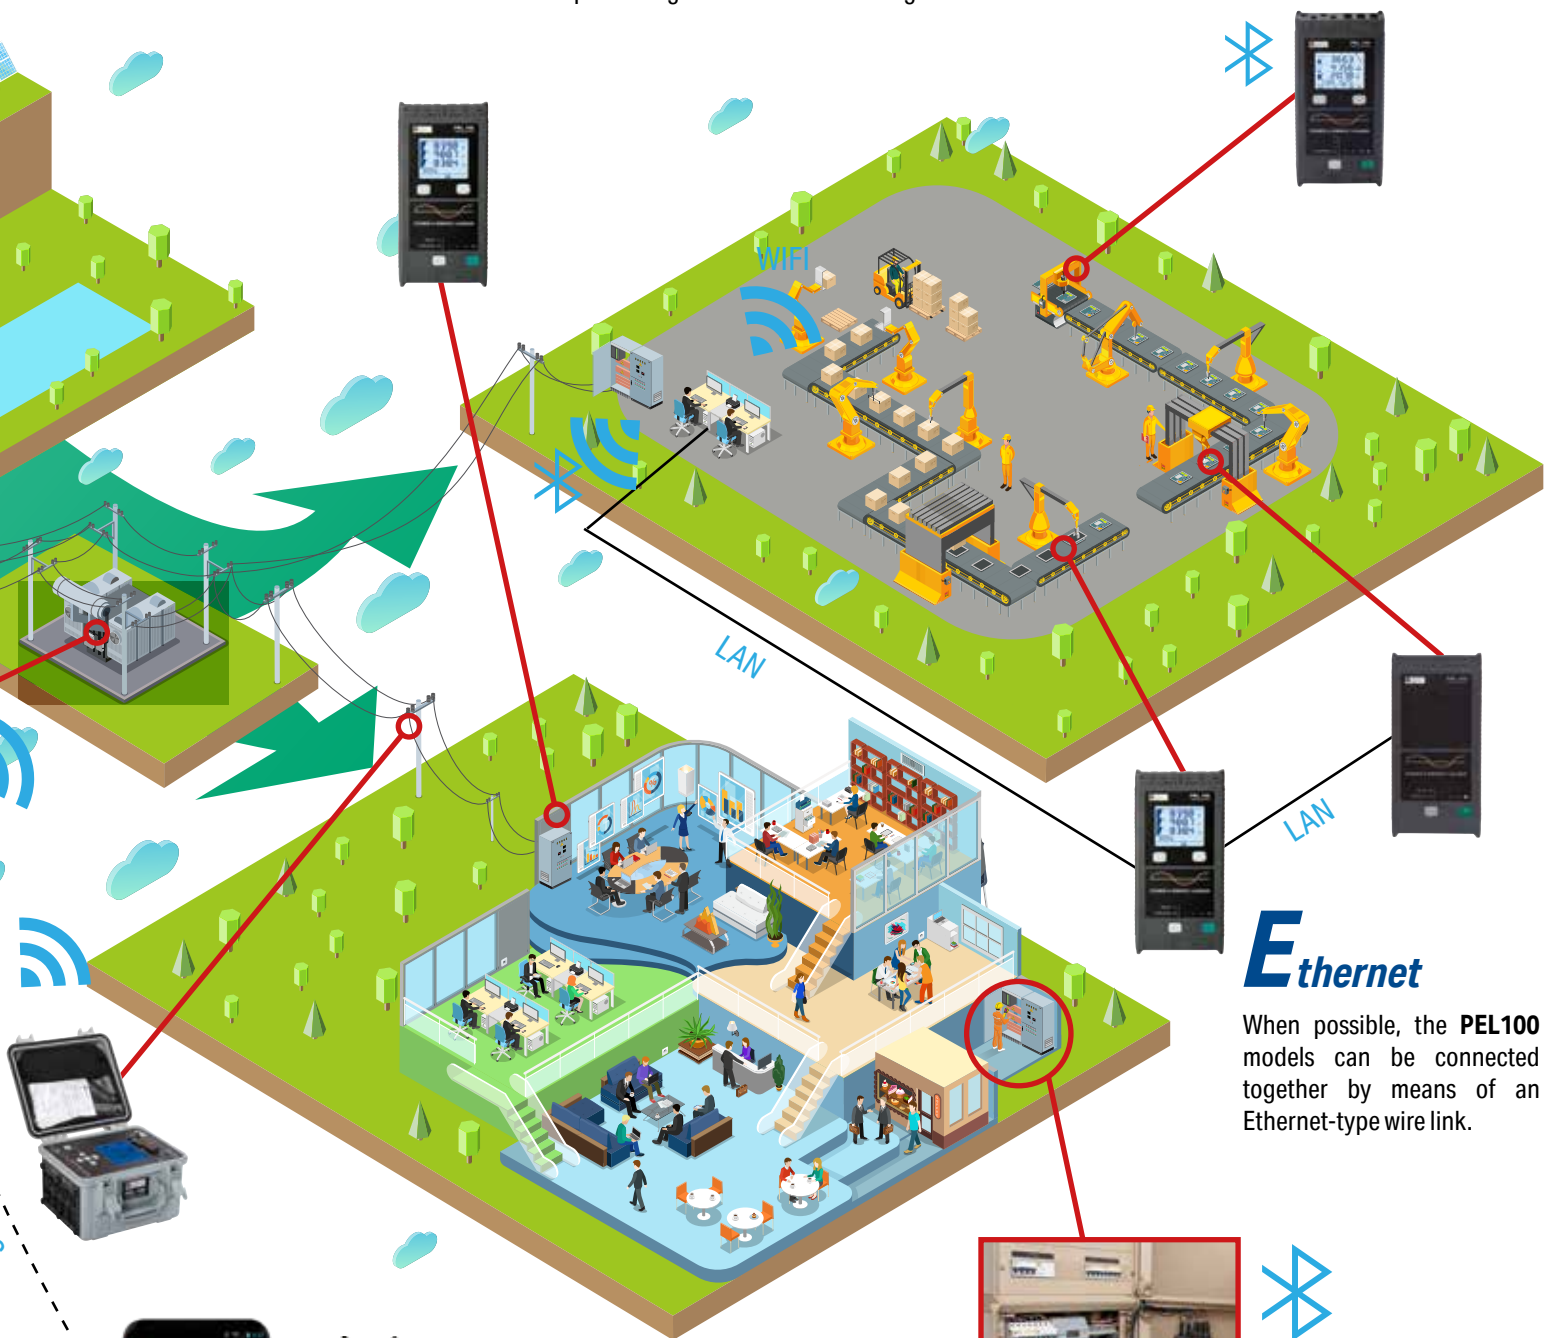 WIFI
LAN
LAN
Ethernet
When possible, the PEL100
models can be connected
together by means of an
Ethernet-type wire link.